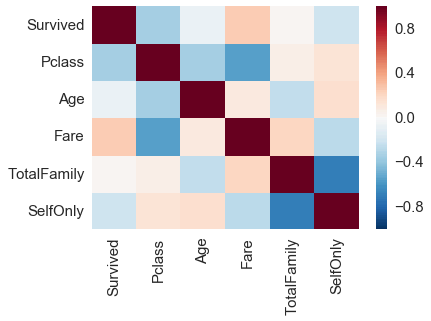 Survived
Pclass
Age
Fare
TotalFamily
SelfOnly
Survived
Pclass
Age
Fare
TotalFamily
SelfOnly
0.8
0.4
0.0
−0.4
−0.8